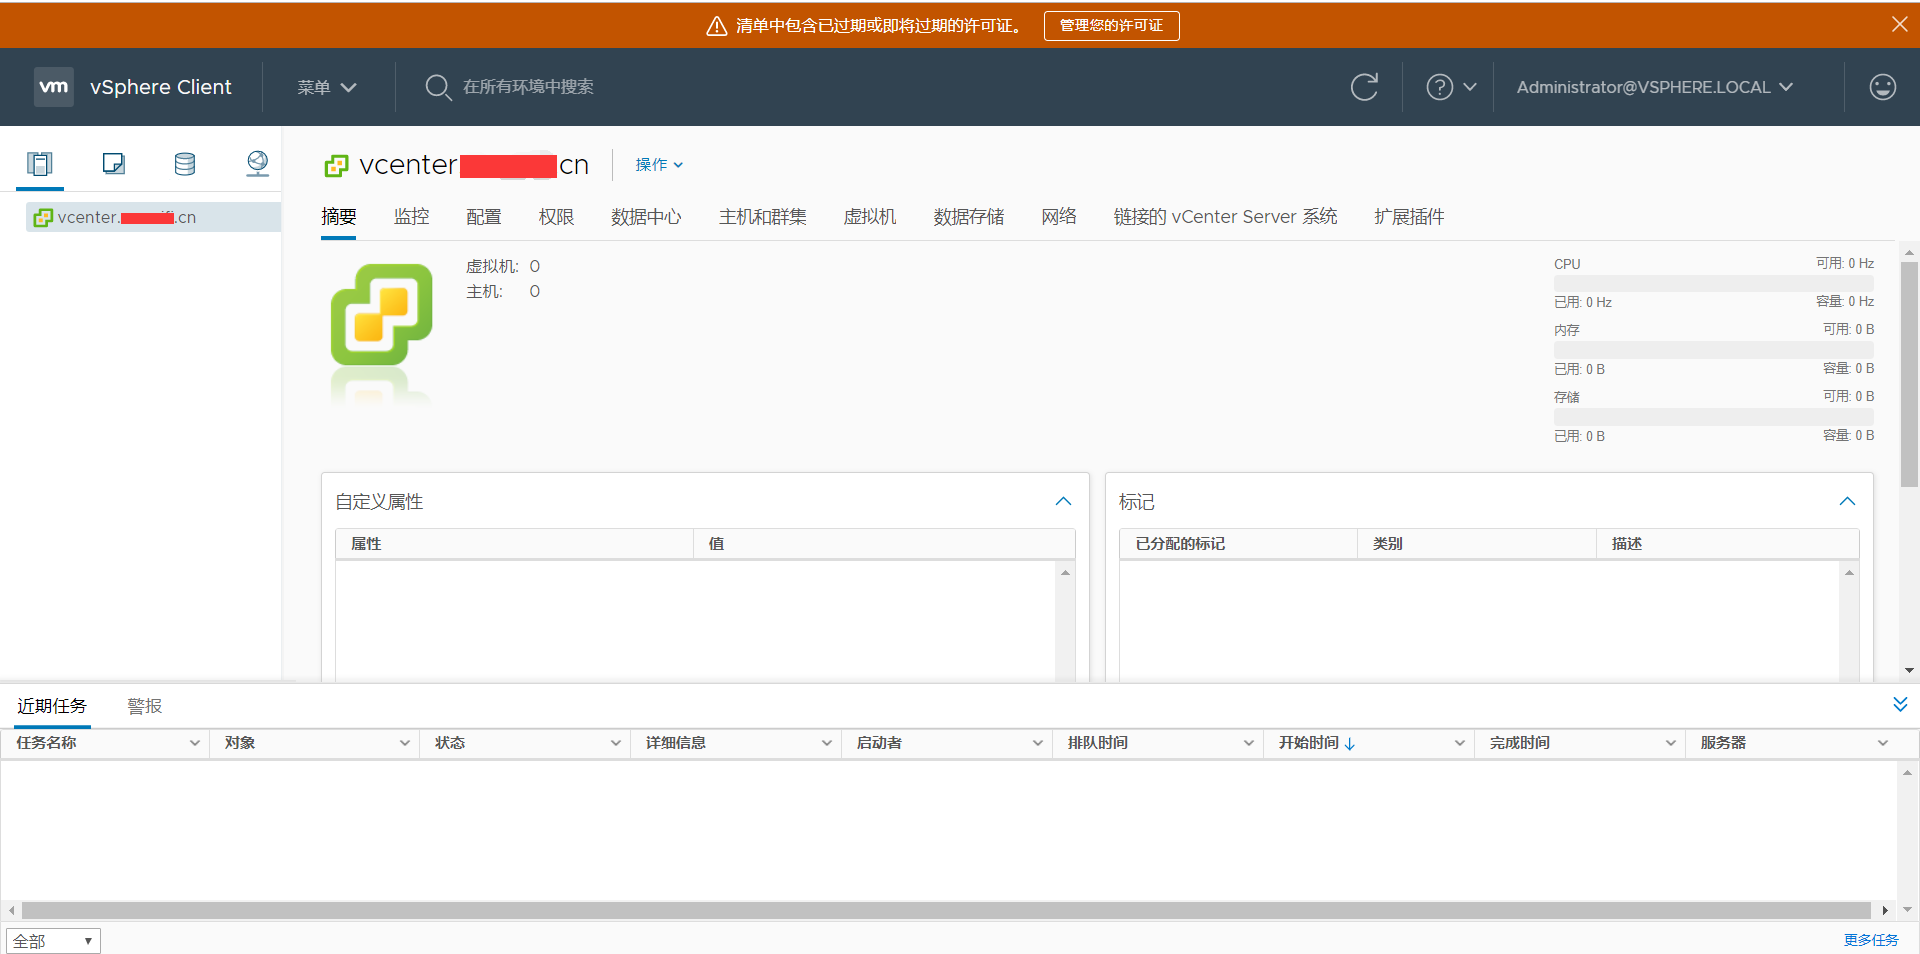 清单中包含已过期或即将过期的许可证。 管理您的许可证
vm vSphere Client 菜单 在所有环境中搜索 ? Administrator@VSPHERE.LOCAL
vcenter cn 操作
vcenter. .cn
摘要 监控 配置 权限 数据中心 主机和群集 虚拟机 数据存储 网络 链接的 vCenter Server 系统 扩展插件
虚拟机: 0
主机: 0
CPU 可用: 0 Hz
已用: 0 Hz 容量: 0 Hz
内存 可用: 0 B
已用: 0 B 容量: 0 B
存储 可用: 0 B
已用: 0 B 容量: 0 B
自定义属性
属性 值
标记
已分配的标记 类别 描述
近期任务 警报
任务名称 对象 状态 详细信息 启动者 排队时间 开始时间 完成时间 服务器
全部
更多任务